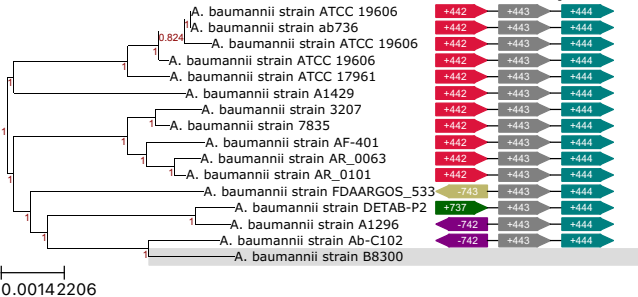 A. baumannii strain ATCC 19606 +442 +443 +444
1 A. baumannii strain ab736 +442 +443 +444
0.824 A. baumannii strain ATCC 19606 +442 +443 +444
1 A. baumannii strain ATCC 19606 +442 +443 +444
1 A. baumannii strain ATCC 17961 +442 +443 +444
1 A. baumannii strain A1429 +442 +443 +444
A. baumannii strain 3207 +442 +443 +444
1 1 A. baumannii strain 7835 +442 +443 +444
A. baumannii strain AF-401 +442 +443 +444
1 1 A. baumannii strain AR_0063 +442 +443 +444
1 1 A. baumannii strain AR_0101 +442 +443 +444
A. baumannii strain FDAARGOS_533 -743 +443 +444
A. baumannii strain DETAB-P2 +737 +443 +444
1 1 A. baumannii strain A1296 -742 +443 +444
1 A. baumannii strain Ab-C102 -742 +443 +444
1 A. baumannii strain B8300
0.00142206